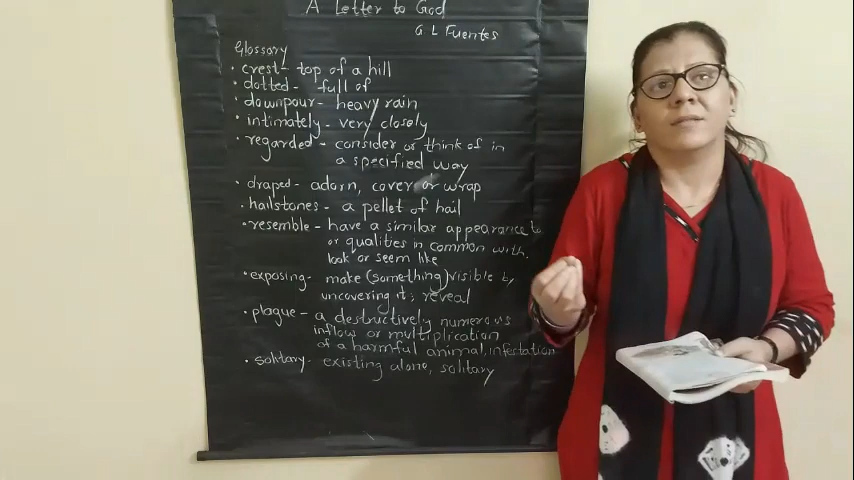 A Letter to God
G L Fuentes
Glossary
• crest - top of a hill
• dotted - full of
• downpour - heavy rain
• intimately - very closely
• regarded - consider or think of in
a specified way
• draped - adorn, cover or wrap
• hailstones - a pellet of hail
• resemble - have a similar appearance to
or qualities in common with.
look or seem like
• exposing - make (something) visible by
uncovering it; reveal
• plague - a destructively numerous
inflow or multiplication
of a harmful animal, infestation
• solitary - existing alone, solitary